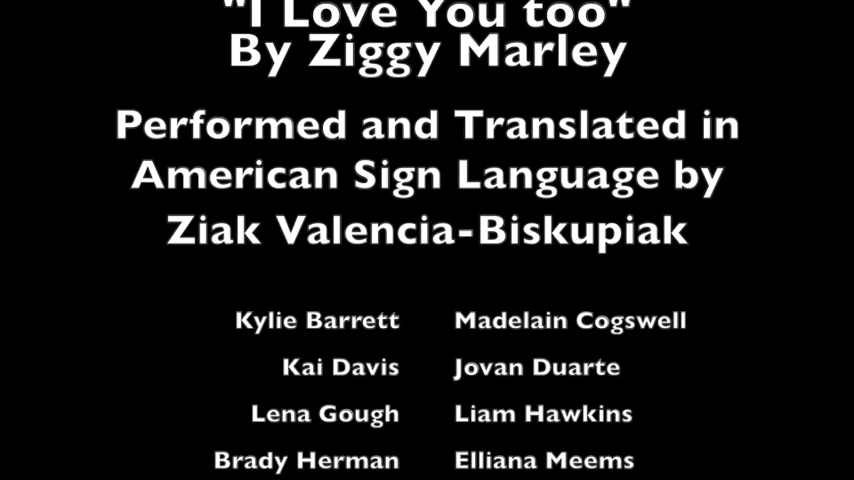 "I Love You too"
By Ziggy Marley
Performed and Translated in
American Sign Language by
Ziak Valencia-Biskupiak
Kylie Barrett Madelain Cogswell
Kai Davis Jovan Duarte
Lena Gough Liam Hawkins
Brady Herman Elliana Meems